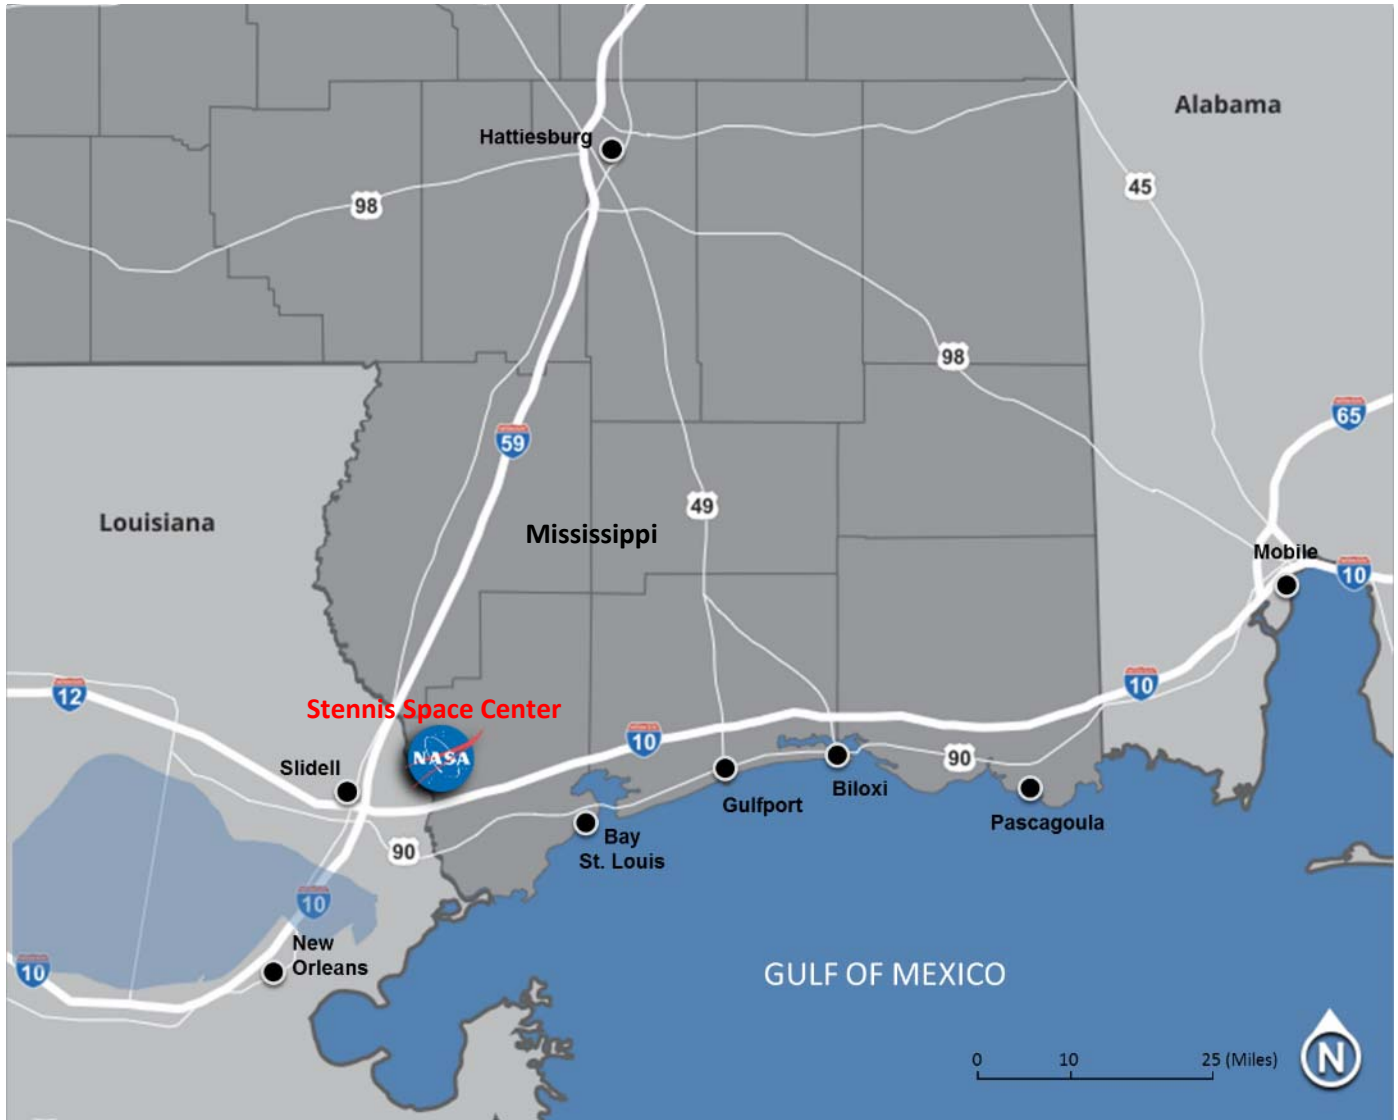 Alabama
Hattiesburg
45
98
98
65
59
49
Louisiana
Mississippi
Mobile
10
10
12
Stennis Space Center
10
NASA
Slidell
90
Biloxi
Gulfport
Pascagoula
Bay
St. Louis
90
10
New
Orleans
10
GULF OF MEXICO
0 10 25 (Miles)
N